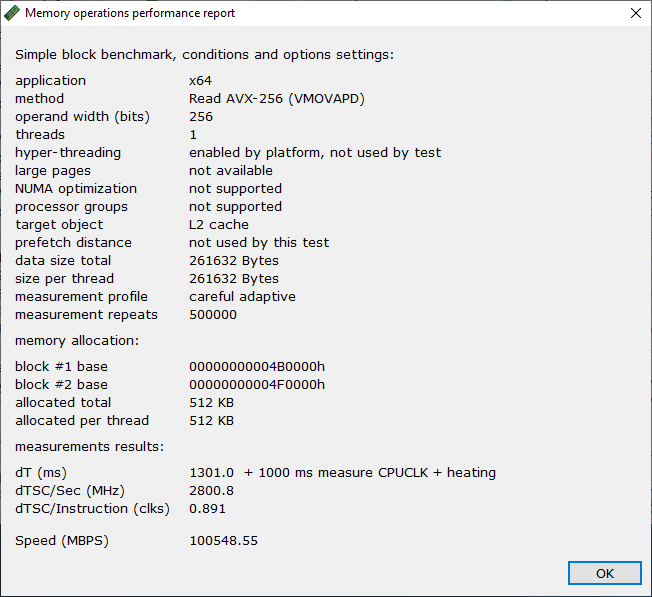 Memory operations performance report
Simple block benchmark, conditions and options settings:
application x64
method Read AVX-256 (VMOVAPD)
operand width (bits) 256
threads 1
hyper-threading enabled by platform, not used by test
large pages not available
NUMA optimization not supported
processor groups not supported
target object L2 cache
prefetch distance not used by this test
data size total 261632 Bytes
size per thread 261632 Bytes
measurement profile careful adaptive
measurement repeats 500000
memory allocation:
block #1 base 00000000004B0000h
block #2 base 00000000004F0000h
allocated total 512 KB
allocated per thread 512 KB
measurements results:
dT (ms) 1301.0 + 1000 ms measure CPUCLK + heating
dTSC/Sec (MHz) 2800.8
dTSC/Instruction (clks) 0.891
Speed (MBPS) 100548.55
OK